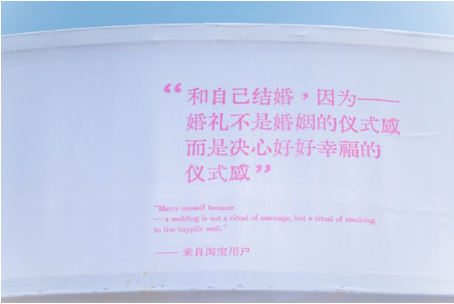 “和自己结婚，因为——
婚礼不是婚姻的仪式感
而是决心好好幸福的
仪式感”
"Marry oneself because
— a wedding is not a ritual of marriage, but a ritual of resolving
to live happily well."
—— 来自淘宝用户